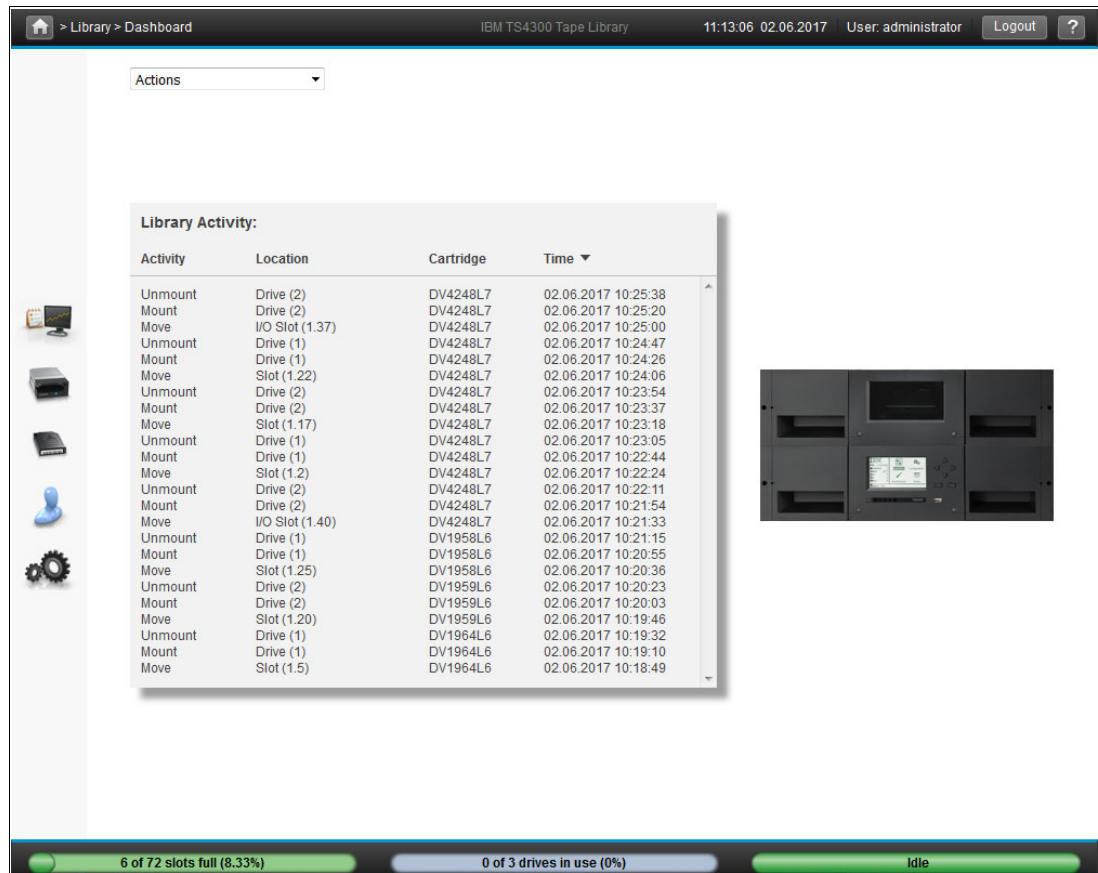 > Library > Dashboard IBM TS4300 Tape Library 11:13:06 02.06.2017 User: administrator Logout ?
Actions
Library Activity:
Activity Location Cartridge Time
Unmount Drive (2) DV4248L7 02.06.2017 10:25:38
Mount Drive (2) DV4248L7 02.06.2017 10:25:20
Move I/O Slot (1.37) DV4248L7 02.06.2017 10:25:00
Unmount Drive (1) DV4248L7 02.06.2017 10:24:47
Mount Drive (1) DV4248L7 02.06.2017 10:24:26
Move Slot (1.22) DV4248L7 02.06.2017 10:24:06
Unmount Drive (2) DV4248L7 02.06.2017 10:23:54
Mount Drive (2) DV4248L7 02.06.2017 10:23:37
Move Slot (1.17) DV4248L7 02.06.2017 10:23:18
Unmount Drive (1) DV4248L7 02.06.2017 10:23:05
Mount Drive (1) DV4248L7 02.06.2017 10:22:44
Move Slot (1.2) DV4248L7 02.06.2017 10:22:24
Unmount Drive (2) DV4248L7 02.06.2017 10:22:11
Mount Drive (2) DV4248L7 02.06.2017 10:21:54
Move I/O Slot (1.40) DV4248L7 02.06.2017 10:21:33
Unmount Drive (1) DV1958L6 02.06.2017 10:21:15
Mount Drive (1) DV1958L6 02.06.2017 10:20:55
Move Slot (1.25) DV1958L6 02.06.2017 10:20:36
Unmount Drive (2) DV1959L6 02.06.2017 10:20:23
Mount Drive (2) DV1959L6 02.06.2017 10:20:03
Move Slot (1.20) DV1959L6 02.06.2017 10:19:46
Unmount Drive (1) DV1964L6 02.06.2017 10:19:32
Mount Drive (1) DV1964L6 02.06.2017 10:19:10
Move Slot (1.5) DV1964L6 02.06.2017 10:18:49
6 of 72 slots full (8.33%) 0 of 3 drives in use (0%) Idle